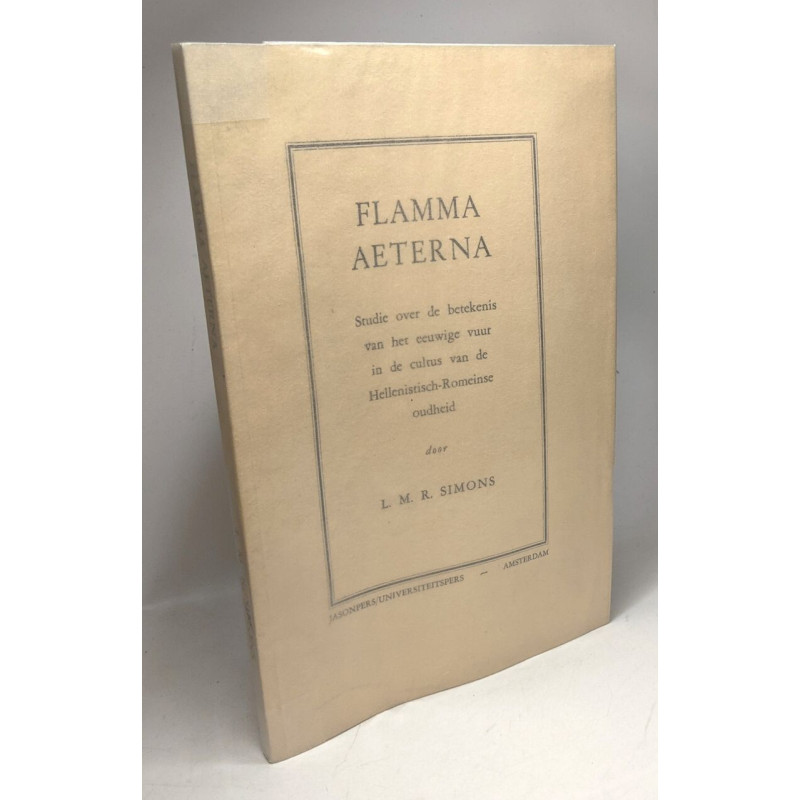 FLAMMA
AETERNA
Studie over de betekenis
van het eeuwige vuur
in de cultus van de
Hellenistisch-Romeinse
oudheid
door
L. M. R. SIMONS
JASONPERS/UNIVERSITEITSPERS — AMSTERDAM